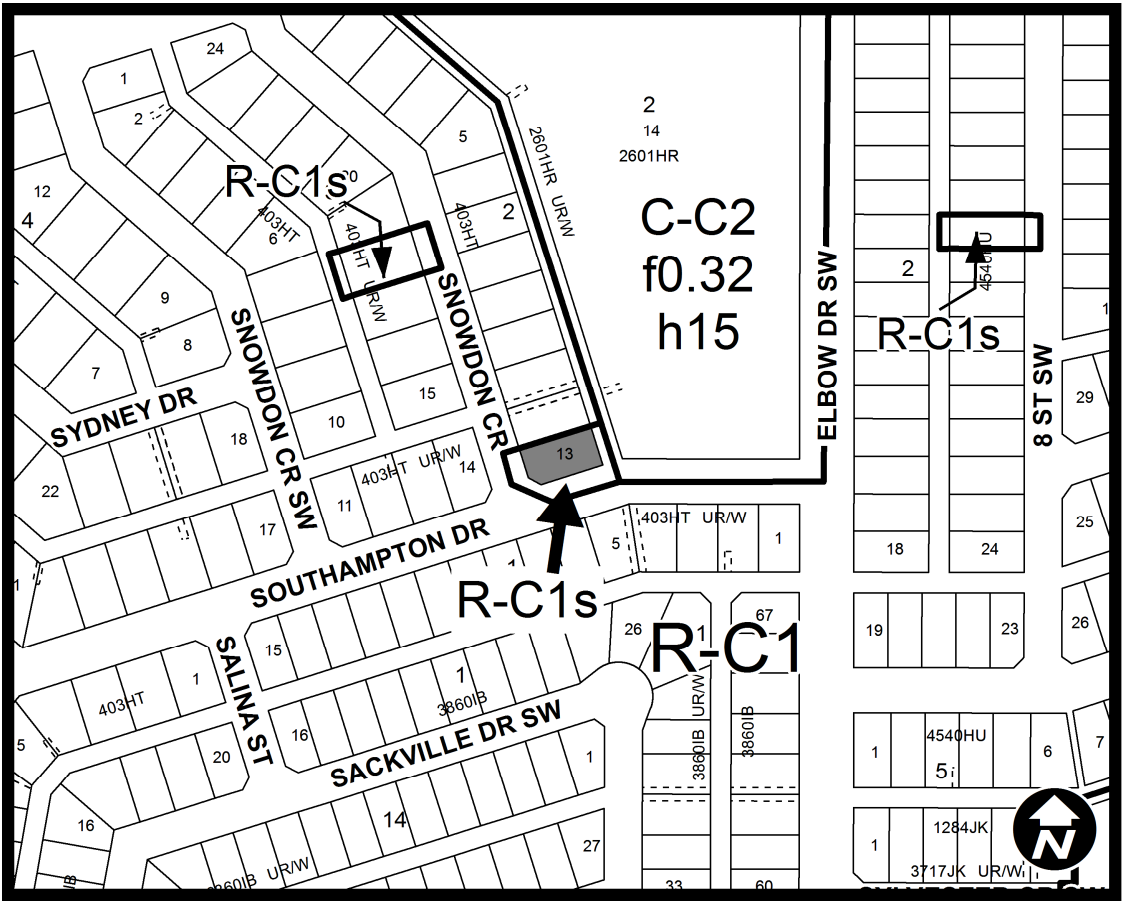 24
1
2
5
2
14
2601HR
2601HR UR/W
12
4
R-C1s
403HT
6
403HT UR/W
403HT
2
C-C2
f0.32
h15
ELBOW DR SW
2
4540HU
R-C1s
1
9
8
7
SYDNEY DR
SNOWDON CR SW
SNOWDON CR
10
15
8 ST SW
29
18
22
17
11
403HT UR/W
14
13
SOUTHAMPTON DR
1
R-C1s
5
403HT UR/W
1
18
24
25
1
15
SALINA ST
26
1
R-C1
67
19
23
26
403HT
1
1
3860IB
16
20
5
SACKVILLE DR SW
1
3860IB UR/W
3860IB
1
4540HU
5
6
7
16
14
27
33
60
1
1284JK
3717JK UR/W
N
IB
UR/W